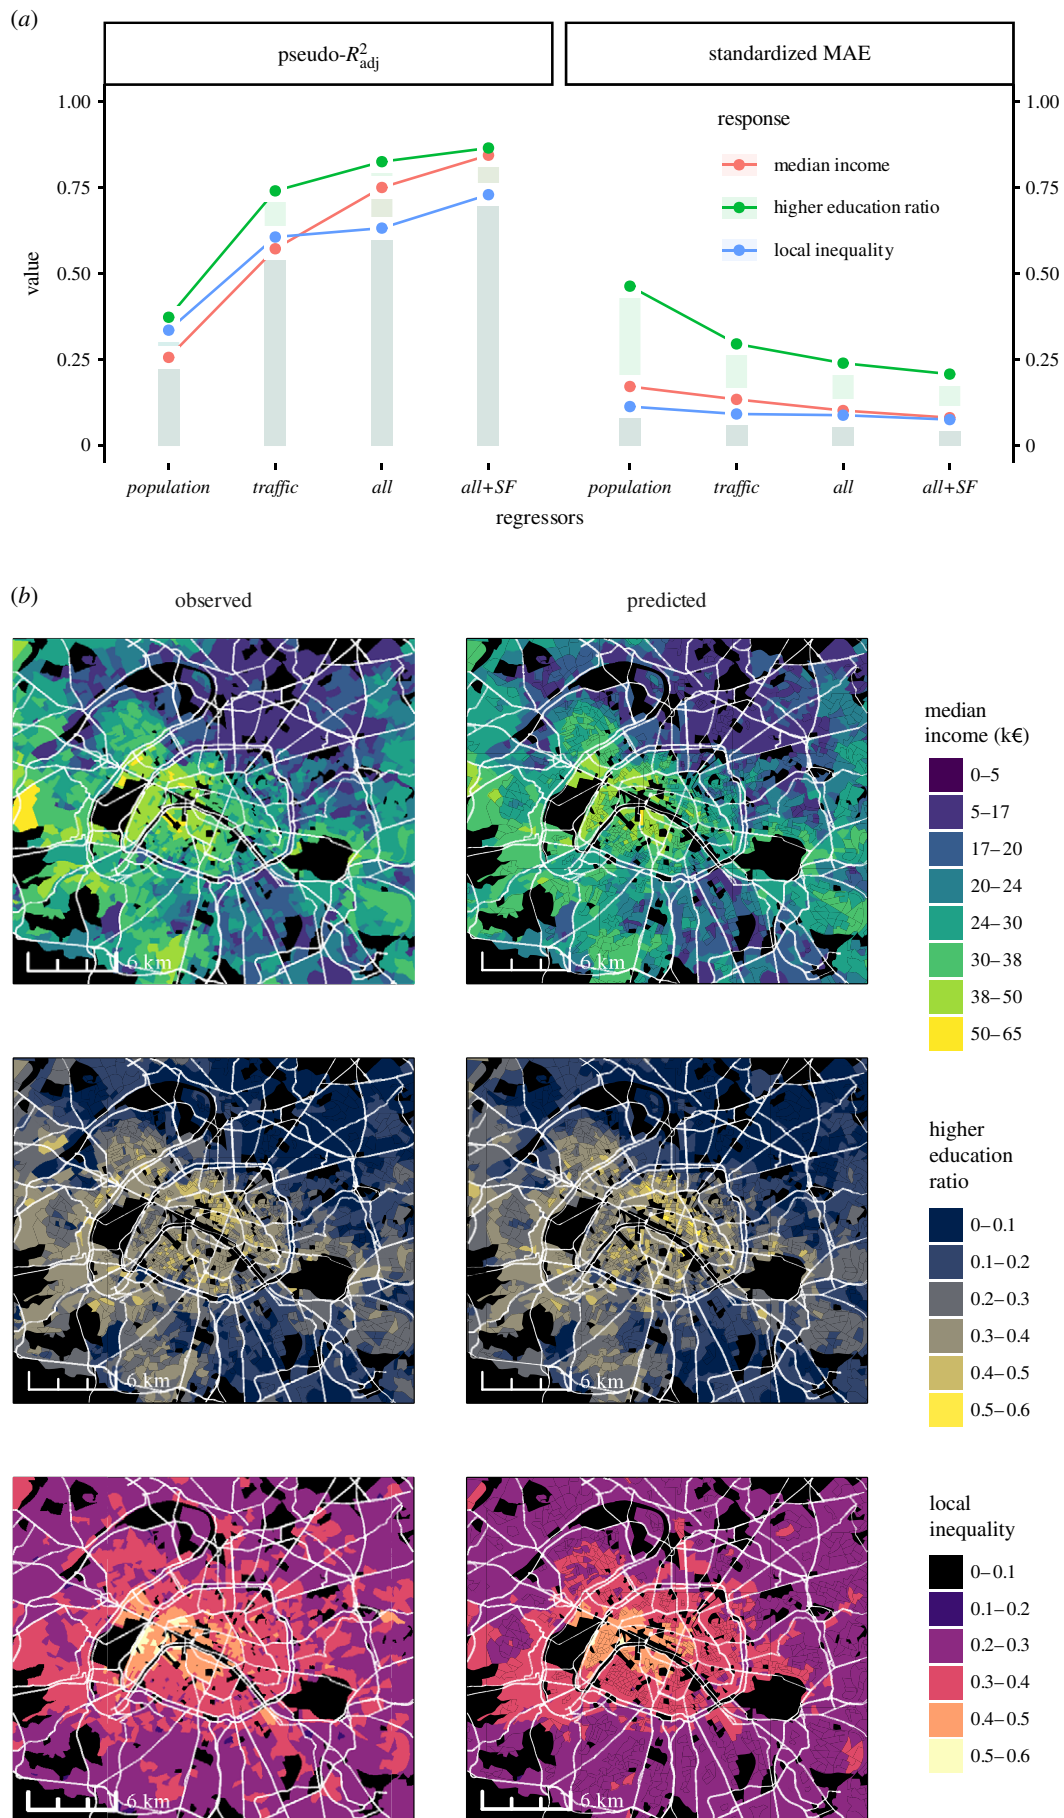 (a)
pseudo-R²adj
standardized MAE
1.00
0.75
0.50
0.25
0
value
1.00
0.75
0.50
0.25
0
response
median income
higher education ratio
local inequality
population
traffic
all
all+SF
population
traffic
all
all+SF
regressors
(b)
observed
predicted
6 km
6 km
median
income (k€)
0–5
5–17
17–20
20–24
24–30
30–38
38–50
50–65
6 km
6 km
higher
education
ratio
0–0.1
0.1–0.2
0.2–0.3
0.3–0.4
0.4–0.5
0.5–0.6
6 km
6 km
local
inequality
0–0.1
0.1–0.2
0.2–0.3
0.3–0.4
0.4–0.5
0.5–0.6